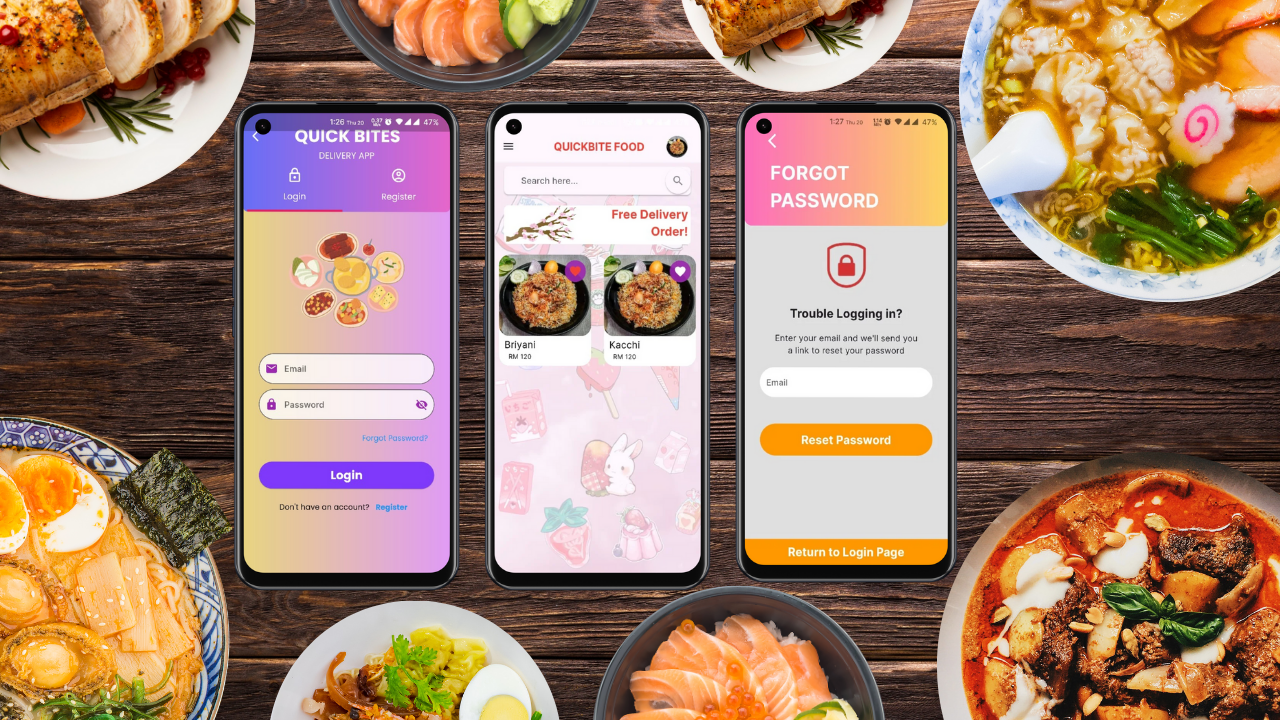 1:26 Thu 20
47%
QUICK BITES
DELIVERY APP
Login
Register
Email
Password
Forgot Password?
Login
Don't have an account? Register
QUICKBITE FOOD
Search here...
Free Delivery
Order!
Briyani
RM 120
Kacchi
RM 120
1:27 Thu 20
47%
FORGOT
PASSWORD
Trouble Logging in?
Enter your email and we'll send you
a link to reset your password
Email
Reset Password
Return to Login Page